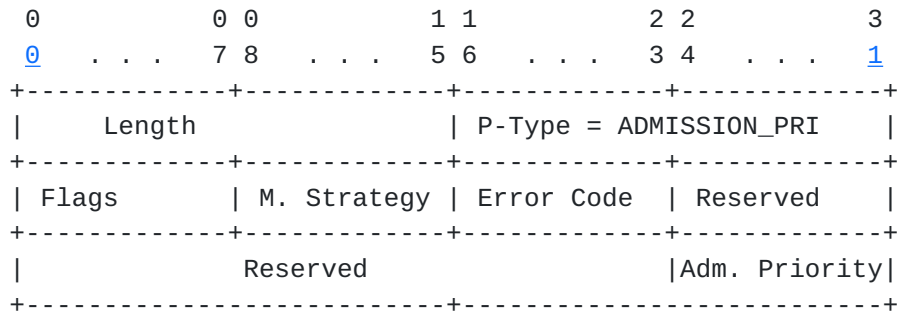 0           0 0           1 1           2 2           3
 0   . . .   7 8   . . .   5 6   . . .   3 4   . . .   1
+-------------+-------------+-------------+-------------+
|     Length                | P-Type = ADMISSION_PRI    |
+-------------+-------------+-------------+-------------+
| Flags       | M. Strategy | Error Code  | Reserved    |
+-------------+-------------+-------------+-------------+
|              Reserved                   |Adm. Priority|
+---------------------------+---------------------------+